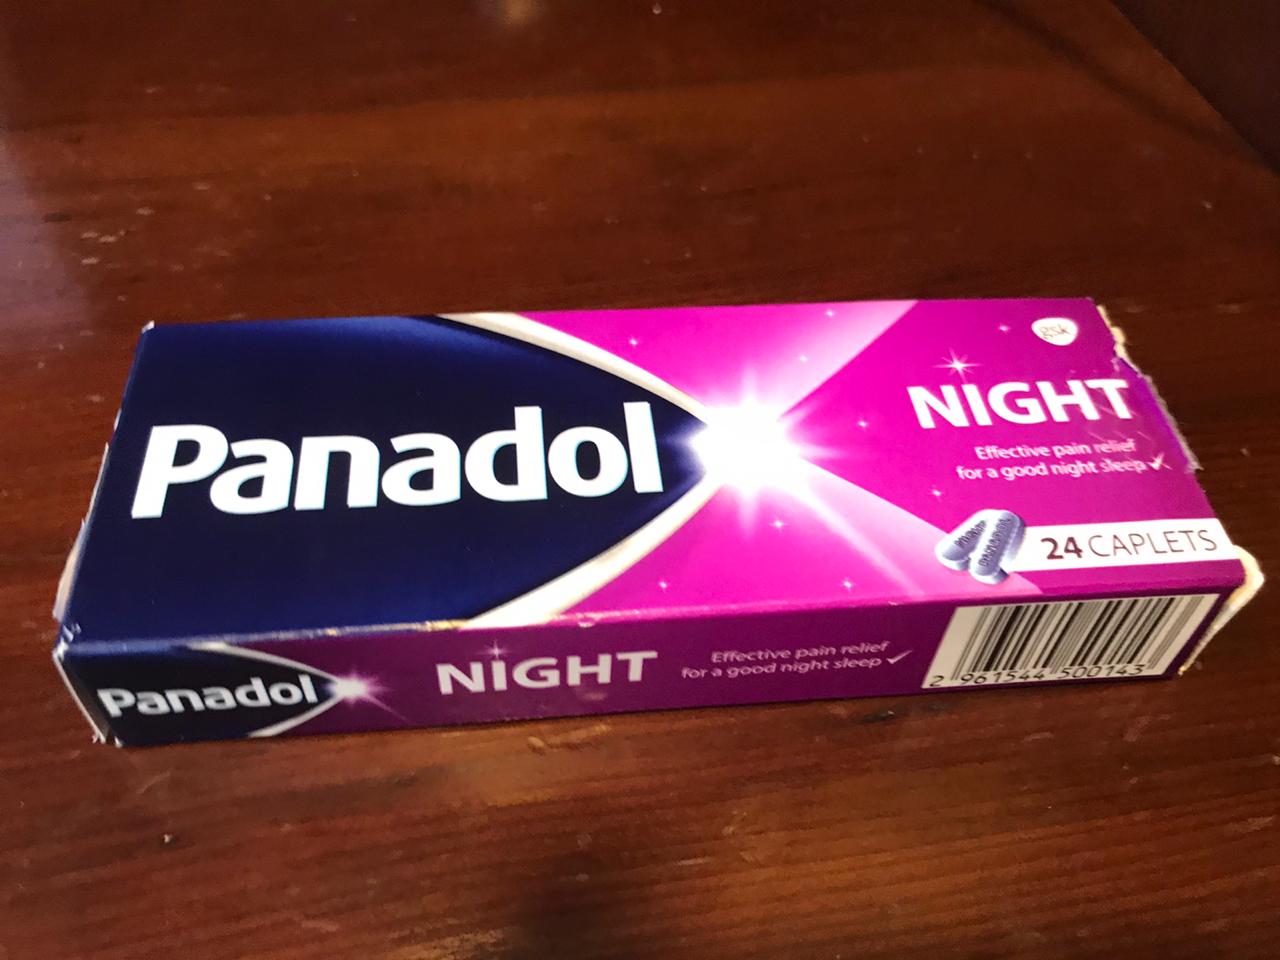 gsk
Panadol
NIGHT
Effective pain relief
for a good night sleep
24 CAPLETS
Panadol
NIGHT
Effective pain relief
for a good night sleep
2 961544 500143